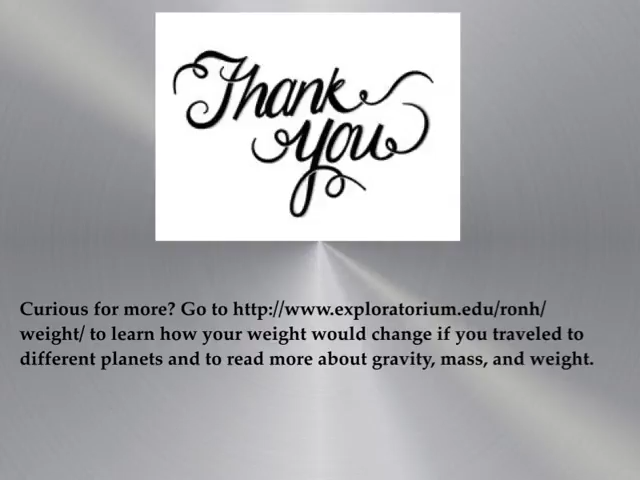 Thank
you
Curious for more? Go to http://www.exploratorium.edu/ronh/
weight/ to learn how your weight would change if you traveled to
different planets and to read more about gravity, mass, and weight.